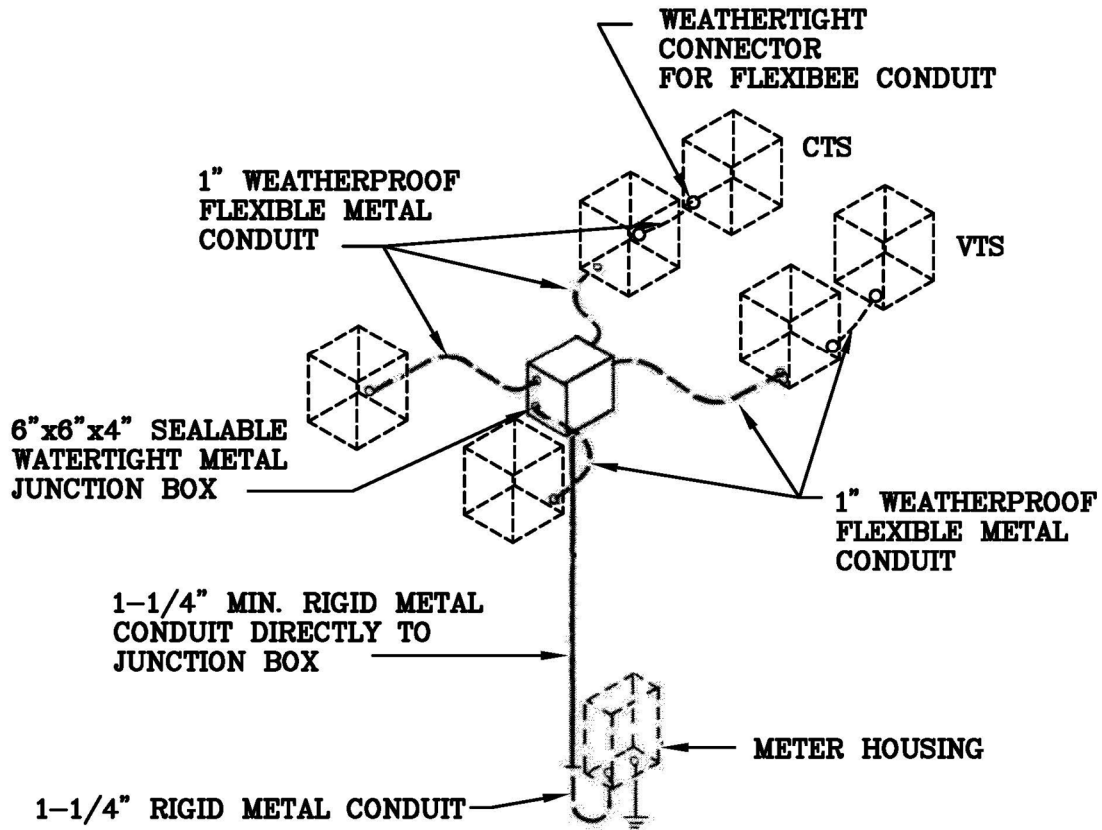 WEATHERTIGHT
CONNECTOR
FOR FLEXIBEE CONDUIT
CTS
1" WEATHERPROOF
FLEXIBLE METAL
CONDUIT
VTS
6"x6"x4" SEALABLE
WATERTIGHT METAL
JUNCTION BOX
1" WEATHERPROOF
FLEXIBLE METAL
CONDUIT
1-1/4" MIN. RIGID METAL
CONDUIT DIRECTLY TO
JUNCTION BOX
METER HOUSING
1-1/4" RIGID METAL CONDUIT